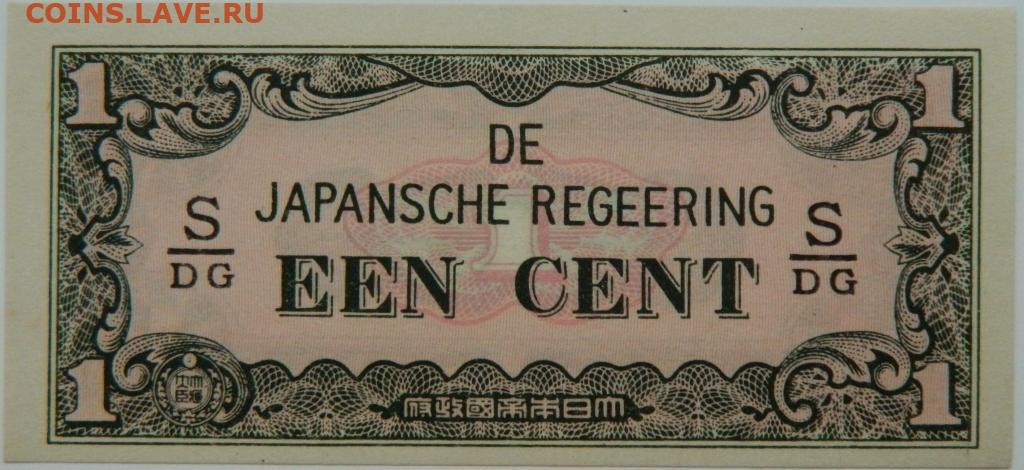 COINS.LAVE.RU
1 1
DE
JAPANSCHE REGEERING
S S
DG DG
EEN CENT
1 1
大日本帝國政府